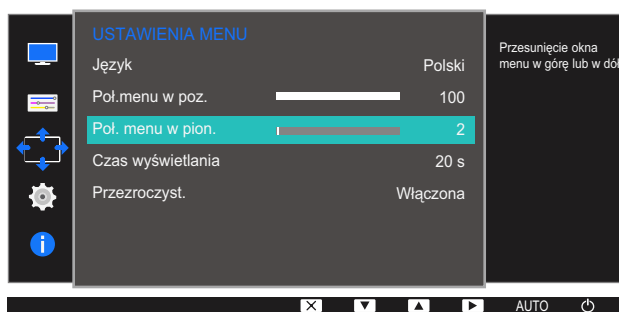 USTAWIENIA MENU
Język Polski
Poł.menu w poz. 100
Poł. menu w pion. 2
Czas wyświetlania 20 s
Przezroczyst. Włączona
Przesunięcie okna
menu w górę lub w dół
AUTO